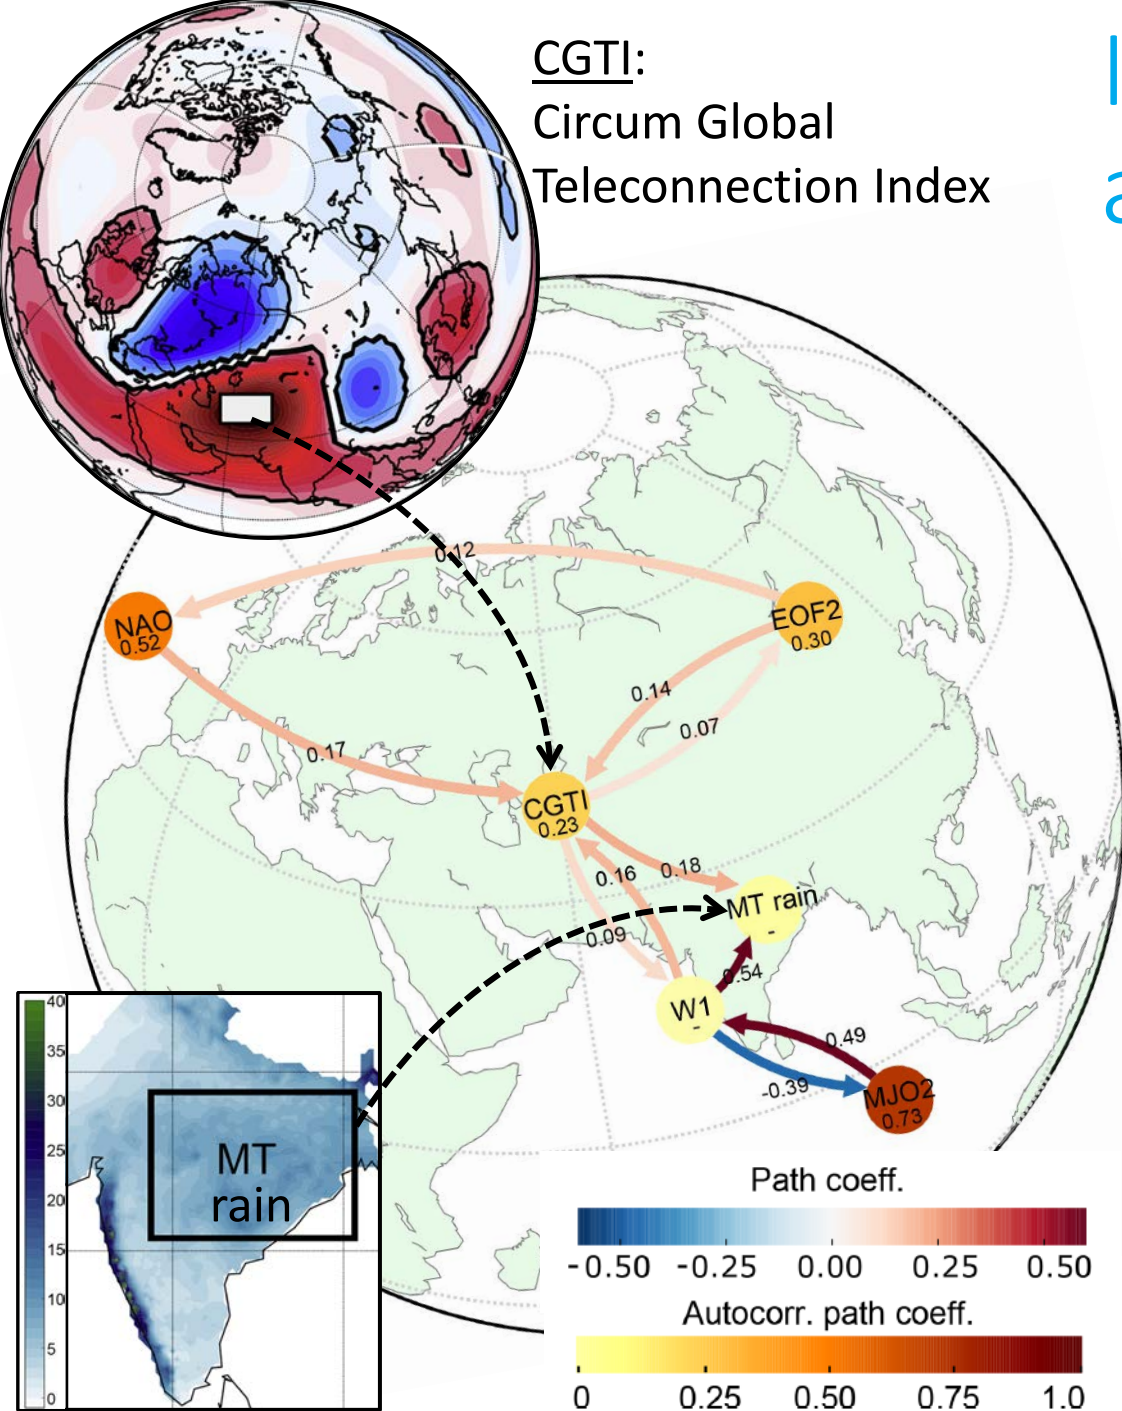 CGTI:
Circum Global
Teleconnection Index
0.12
NAO
0.52
EOF2
0.30
0.14
0.07
0.17
CGTI
0.23
0.16
0.18
MT rain
-
0.09
0.54
W1
-
0.49
-0.39
MJO2
0.73
40
35
30
25
20
15
10
5
0
MT
rain
Path coeff.
-0.50 -0.25 0.00 0.25 0.50
Autocorr. path coeff.
0 0.25 0.50 0.75 1.0